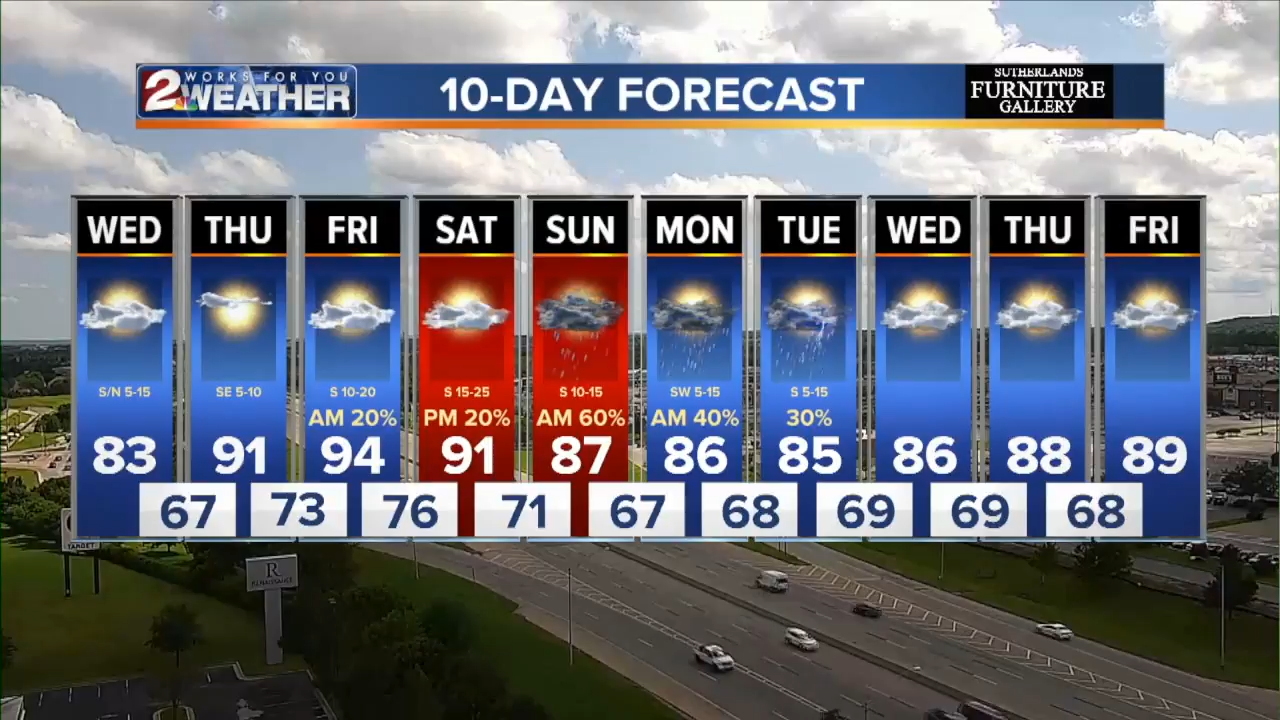 2 WORKS FOR YOU
WEATHER
10-DAY FORECAST
SUTHERLANDS
FURNITURE
GALLERY
WED THU FRI SAT SUN MON TUE WED THU FRI
S/N 5-15 SE 5-10 S 10-20 S 15-25 S 10-15 SW 5-15 S 5-15
AM 20% PM 20% AM 60% AM 40% 30%
83 91 94 91 87 86 85 86 88 89
67 73 76 71 67 68 69 69 68
TARGET
R
RENAISSANCE